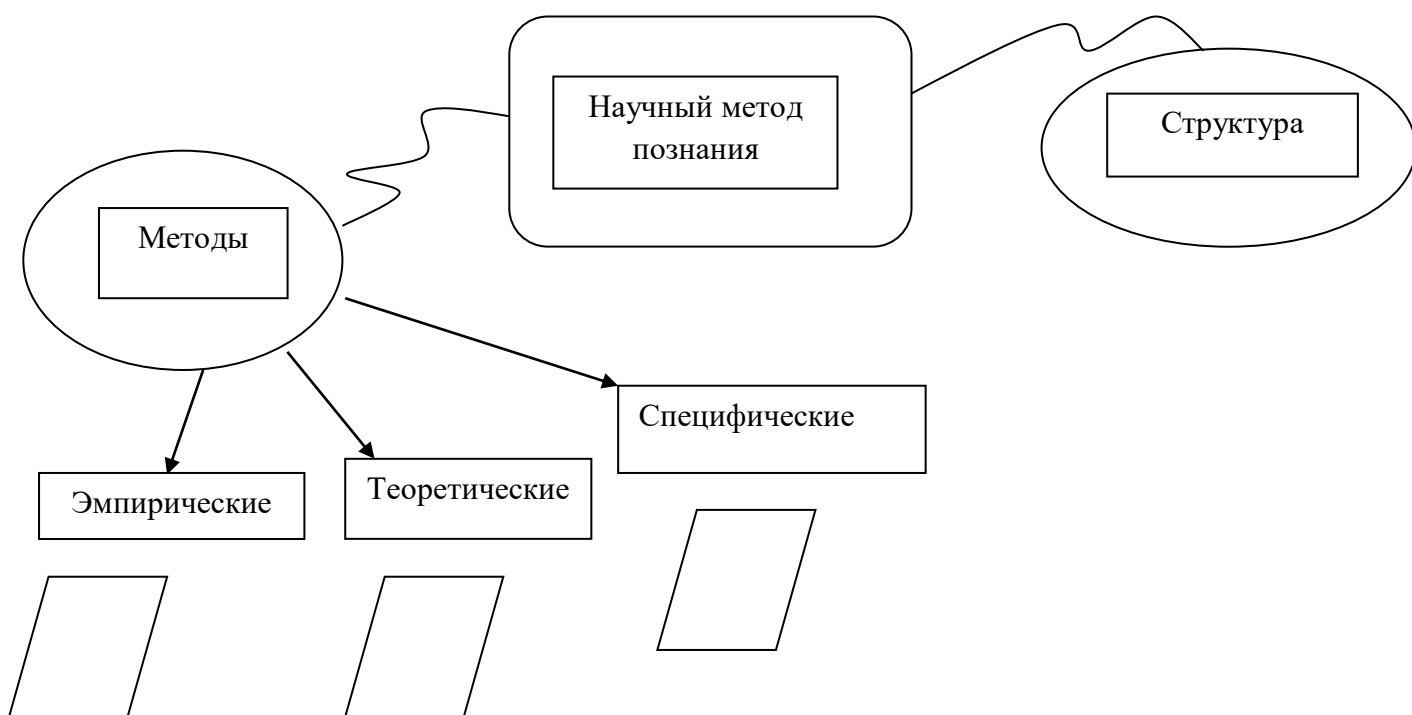 Научный метод
познания
Структура
Методы
Специфические
Эмпирические
Теоретические